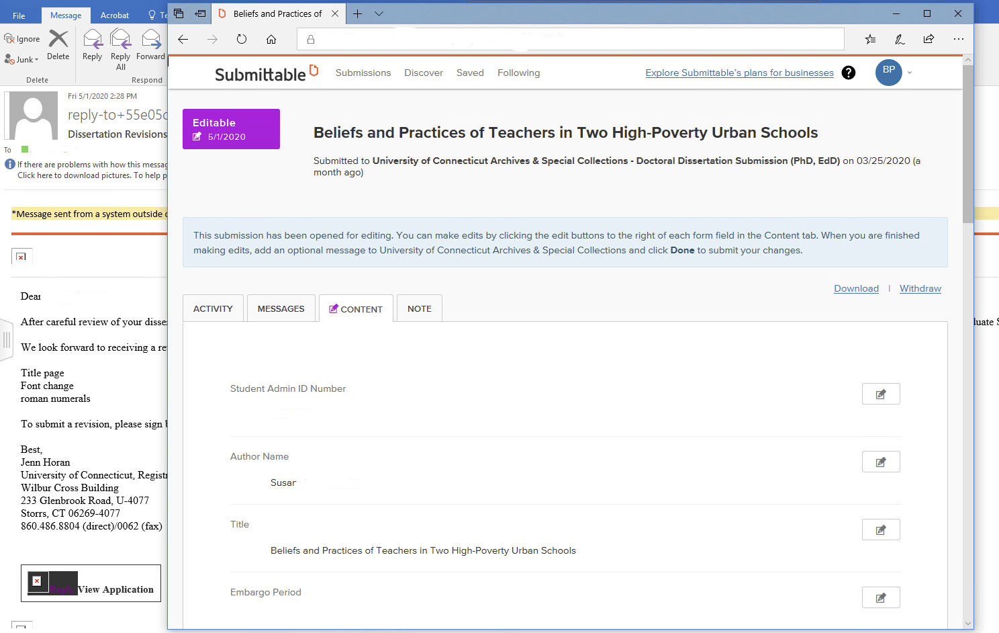 File
Message
Acrobat
Te
Ignore
Junk
Delete
Reply
Reply
All
Forward
Delete
Respond
Fri 5/1/2020 2:28 PM
reply-to+55e05c
Dissertation Revisions
To
If there are problems with how this messag
Click here to download pictures. To help p
*Message sent from a system outside
Dear
After careful review of your disse
uate S
We look forward to receiving a re
Title page
Font change
roman numerals
To submit a revision, please sign b
Best,
Jenn Horan
University of Connecticut, Registr
Wilbur Cross Building
233 Glenbrook Road, U-4077
Storrs, CT 06269-4077
860.486.8804 (direct)/0062 (fax)
View Application
Beliefs and Practices of
Submittable
Submissions
Discover
Saved
Following
Explore Submittable's plans for businesses
?
BP
Editable
5/1/2020
Beliefs and Practices of Teachers in Two High-Poverty Urban Schools
Submitted to University of Connecticut Archives & Special Collections - Doctoral Dissertation Submission (PhD, EdD) on 03/25/2020 (a
month ago)
This submission has been opened for editing. You can make edits by clicking the edit buttons to the right of each form field in the Content tab. When you are finished
making edits, add an optional message to University of Connecticut Archives & Special Collections and click Done to submit your changes.
Download | Withdraw
ACTIVITY
MESSAGES
CONTENT
NOTE
Student Admin ID Number
Author Name
Susan
Title
Beliefs and Practices of Teachers in Two High-Poverty Urban Schools
Embargo Period